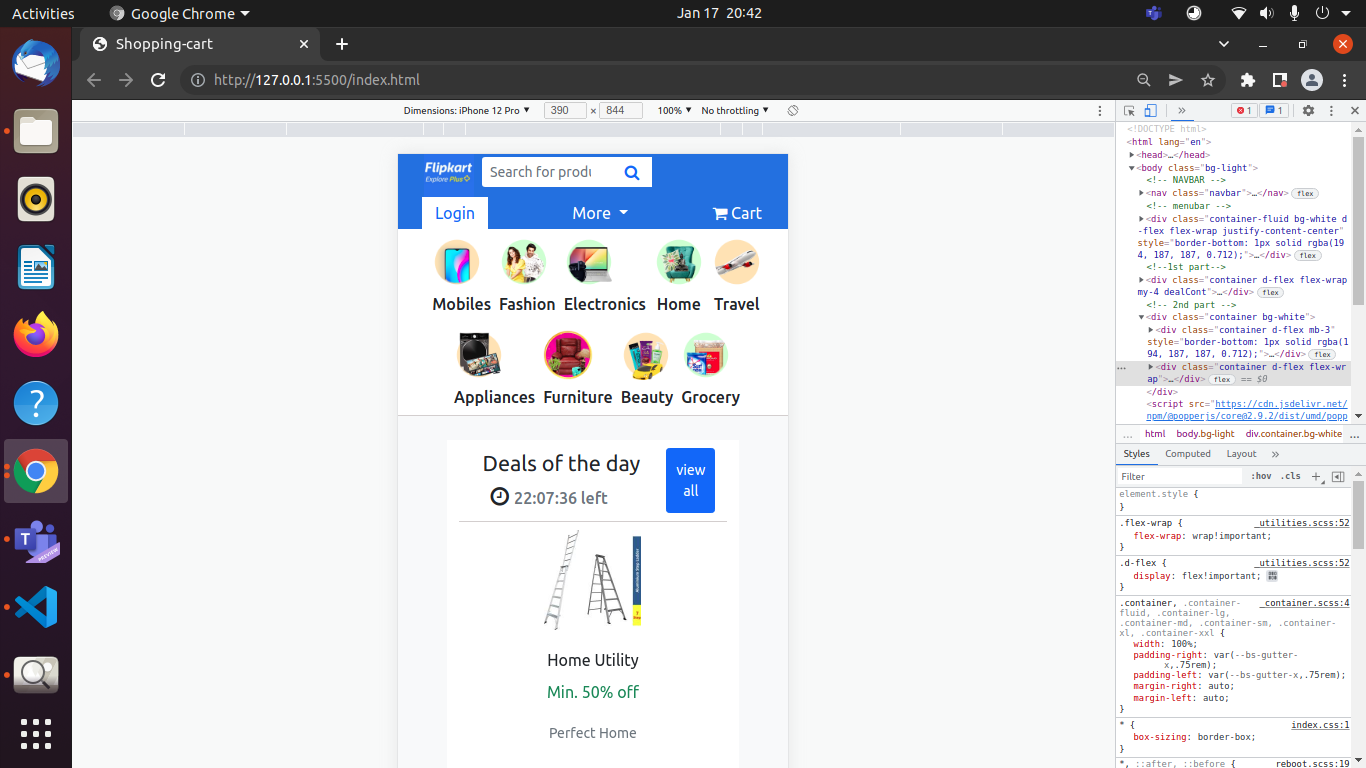 Activities
Google Chrome
Jan 17 20:42
Shopping-cart
http://127.0.0.1:5500/index.html
Dimensions: iPhone 12 Pro
390 × 844
100%
No throttling
1
1
Flipkart
Explore Plus
Search for produ
Login
More
Cart
Mobiles
Fashion
Electronics
Home
Travel
Appliances
Furniture
Beauty
Grocery
Deals of the day
22:07:36 left
view
all
Home Utility
Min. 50% off
Perfect Home
<!DOCTYPE html>
<html lang="en">
<head>…</head>
<body class="bg-light">
<!-- NAVBAR -->
<nav class="navbar">…</nav> flex
<!-- menubar -->
<div class="container-fluid bg-white d
-flex flex-wrap justify-content-center"
style="border-bottom: 1px solid rgba(19
4, 187, 187, 0.712);">…</div> flex
<!--1st part-->
<div class="container d-flex flex-wrap
my-4 dealCont">…</div> flex
<!-- 2nd part -->
<div class="container bg-white">
<div class="container d-flex mb-3"
style="border-bottom: 1px solid rgba(1
94, 187, 187, 0.712);">…</div> flex
<div class="container d-flex flex-wr
ap">…</div> flex == $0
</div>
<script src="https://cdn.jsdelivr.net/
npm/@popperjs/core@2.9.2/dist/umd/popp
… html body.bg-light div.container.bg-white …
Styles
Computed
Layout
Filter
:hov .cls
element.style {
}
.flex-wrap {
_utilities.scss:52
flex-wrap: wrap!important;
}
.d-flex {
_utilities.scss:52
display: flex!important;
}
.container, .container-
_container.scss:4
fluid, .container-lg,
.container-md, .container-sm, .container-
xl, .container-xxl {
width: 100%;
padding-right: var(--bs-gutter-
x,.75rem);
padding-left: var(--bs-gutter-x,.75rem);
margin-right: auto;
margin-left: auto;
}
* {
index.css:1
box-sizing: border-box;
}
*, ::after, ::before {
reboot.scss:19
T
PREVIEW